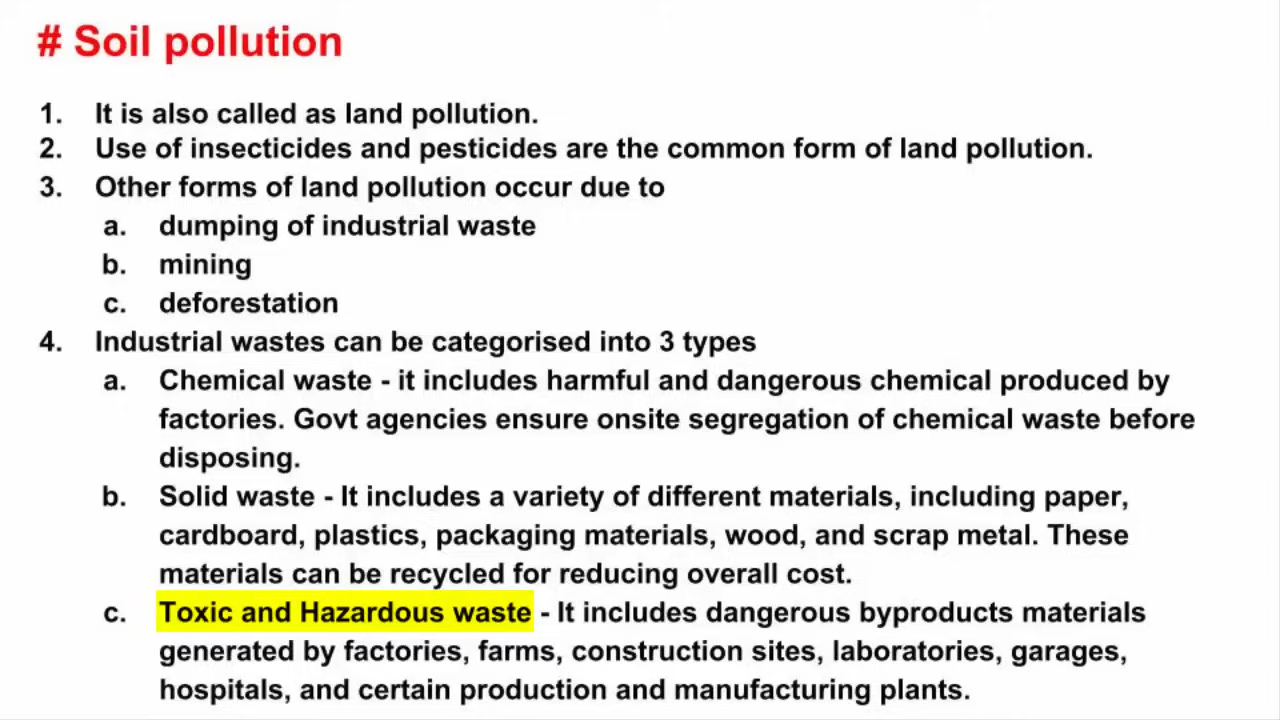 # Soil pollution
1. It is also called as land pollution.
2. Use of insecticides and pesticides are the common form of land pollution.
3. Other forms of land pollution occur due to
a. dumping of industrial waste
b. mining
c. deforestation
4. Industrial wastes can be categorised into 3 types
a. Chemical waste - it includes harmful and dangerous chemical produced by
factories. Govt agencies ensure onsite segregation of chemical waste before
disposing.
b. Solid waste - It includes a variety of different materials, including paper,
cardboard, plastics, packaging materials, wood, and scrap metal. These
materials can be recycled for reducing overall cost.
c. Toxic and Hazardous waste - It includes dangerous byproducts materials
generated by factories, farms, construction sites, laboratories, garages,
hospitals, and certain production and manufacturing plants.